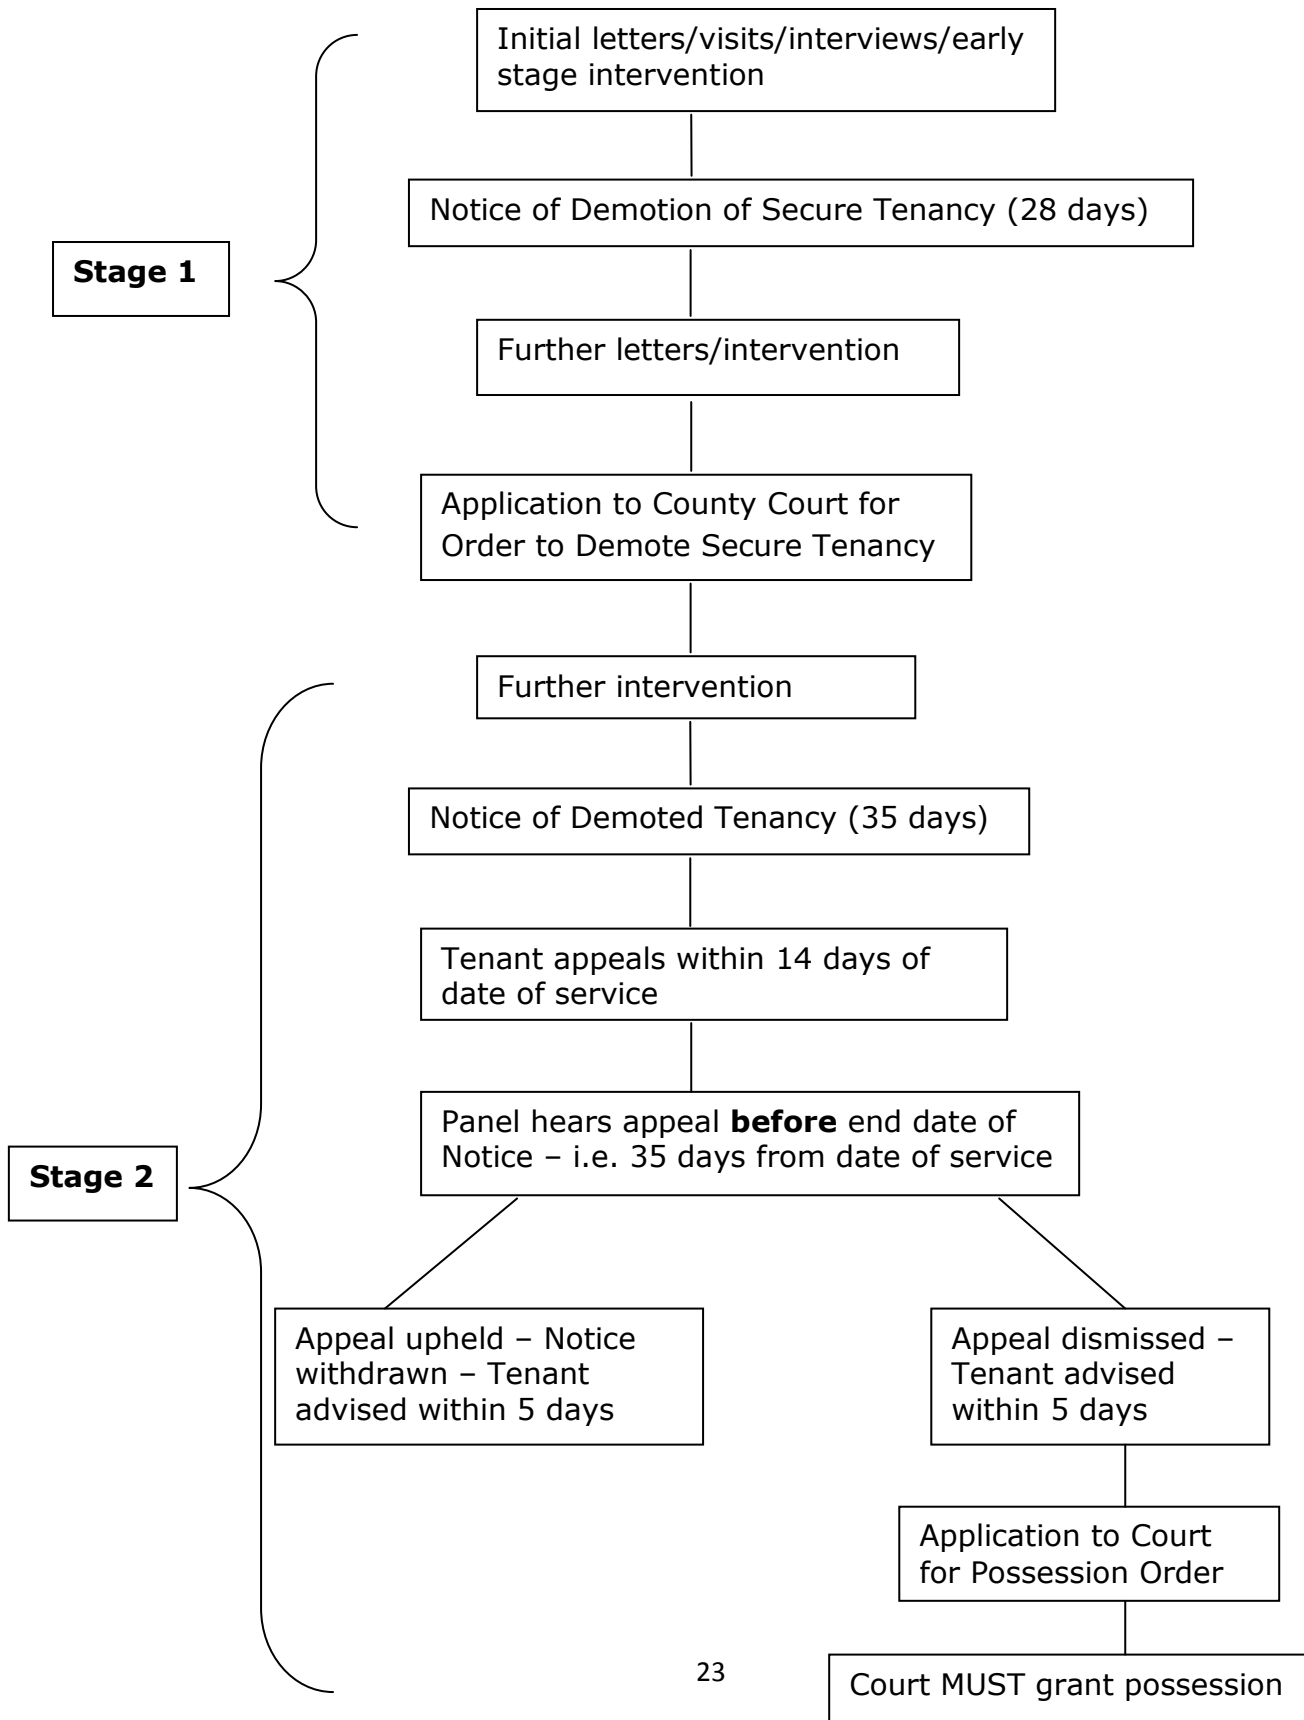 Initial letters/visits/interviews/early
stage intervention
Notice of Demotion of Secure Tenancy (28 days)
Stage 1
Further letters/intervention
Application to County Court for
Order to Demote Secure Tenancy
Further intervention
Notice of Demoted Tenancy (35 days)
Tenant appeals within 14 days of
date of service
Panel hears appeal before end date of
Notice – i.e. 35 days from date of service
Stage 2
Appeal upheld – Notice
withdrawn – Tenant
advised within 5 days
Appeal dismissed –
Tenant advised
within 5 days
Application to Court
for Possession Order
23
Court MUST grant possession